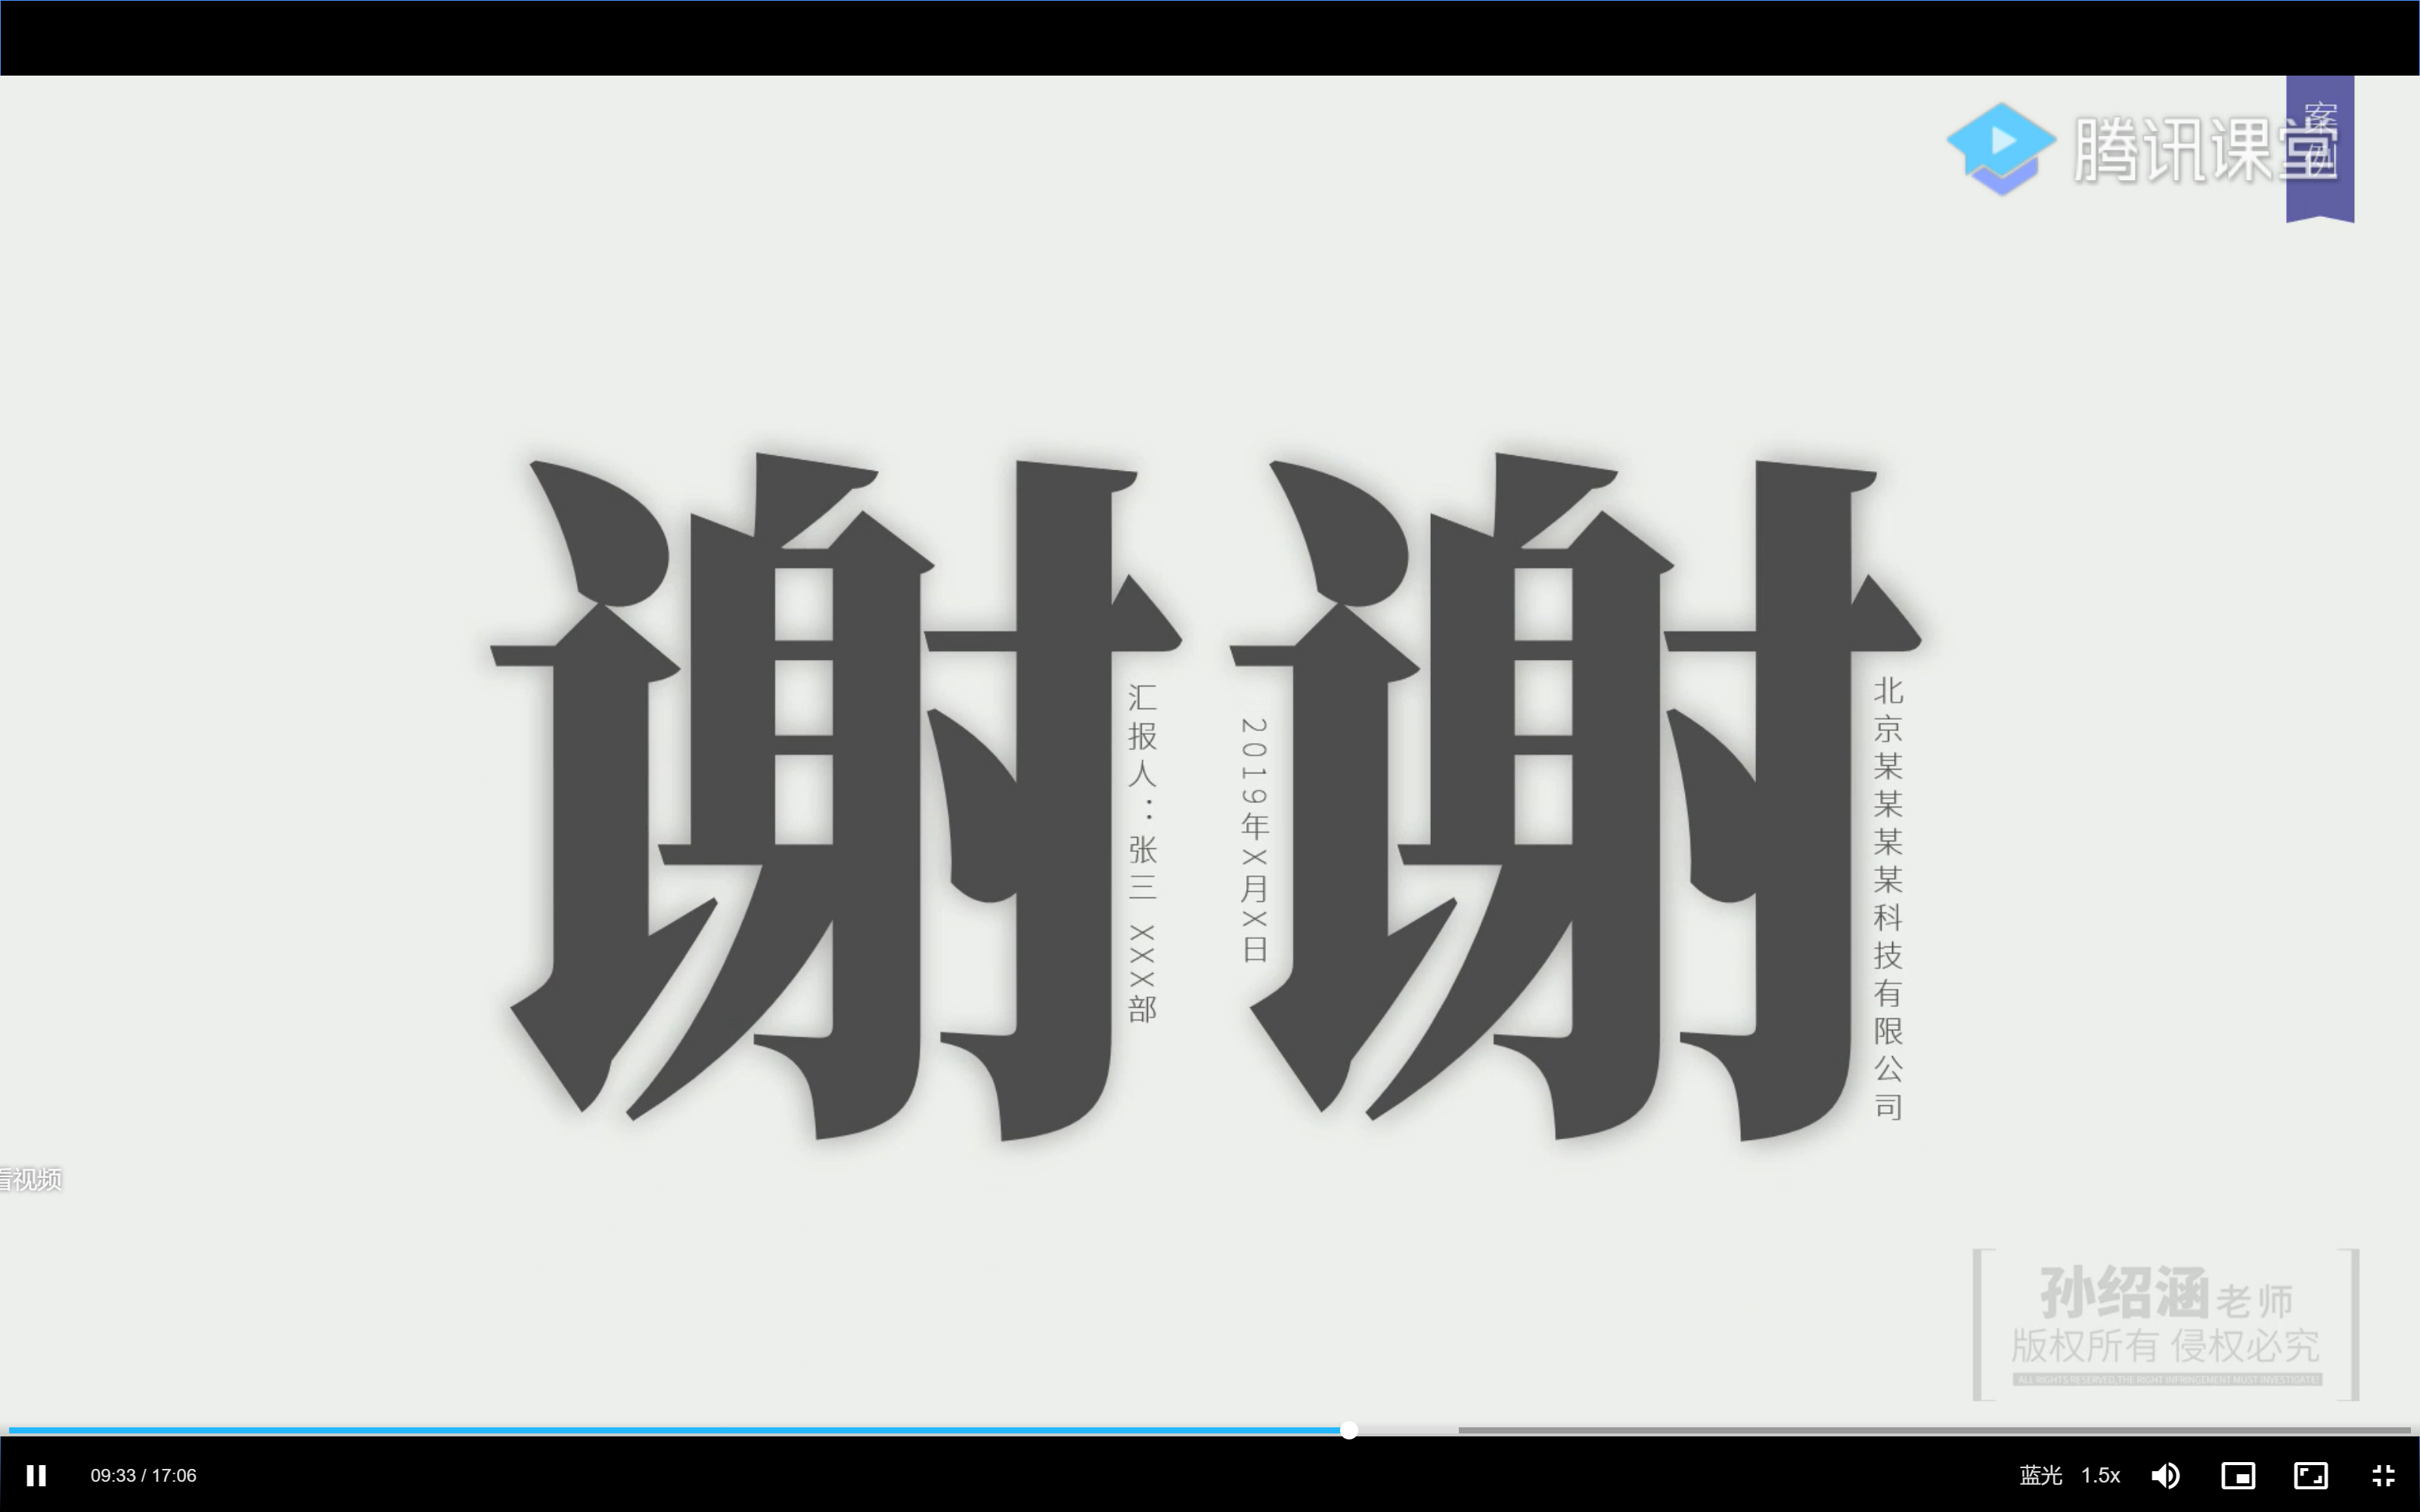 案例
腾讯课堂
谢谢
汇报人：张三 XXX部
2019年X月X日
北京某某某某科技有限公司
看视频
孙绍涵老师
版权所有 侵权必究
ALL RIGHTS RESERVED,THE RIGHT INFRINGEMENT MUST INVESTIGATE!
09:33 / 17:06
蓝光 1.5x